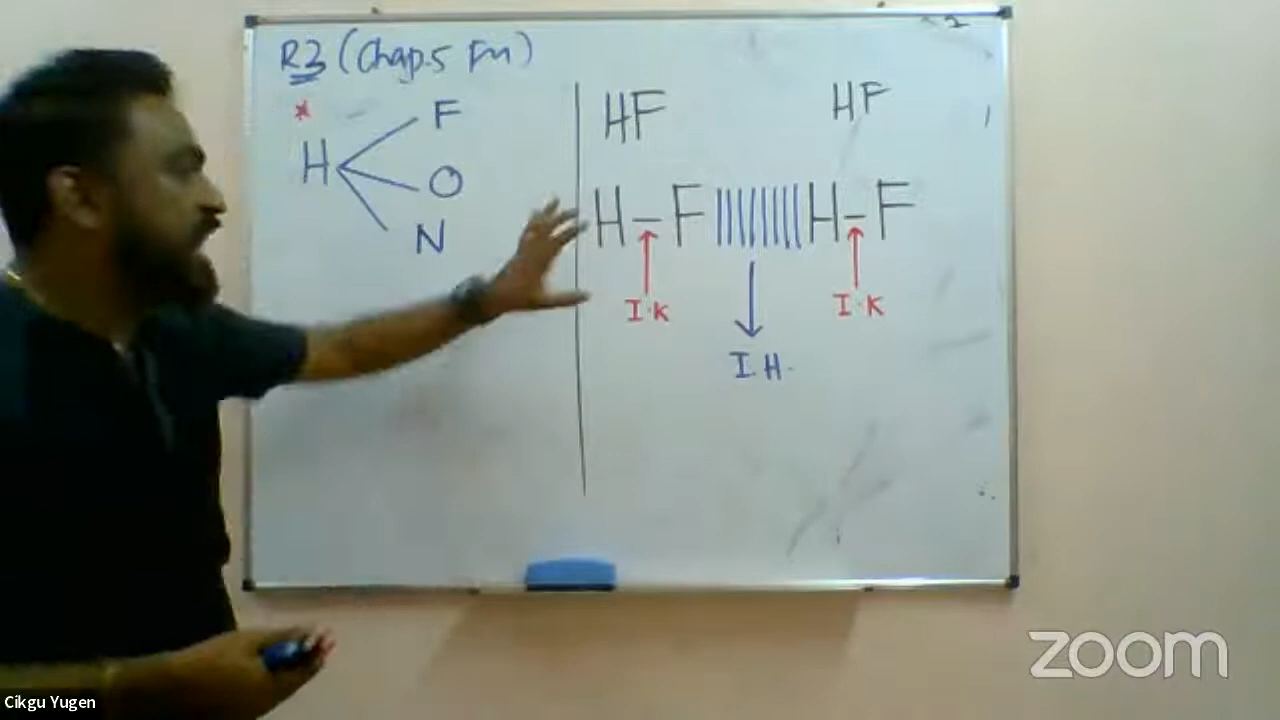 R3 (Chap.5 Fm)
*
H
F
O
N
HF HF
H-F|||||||||H-F
I.K I.K
I.H.
zoom
Cikgu Yugen